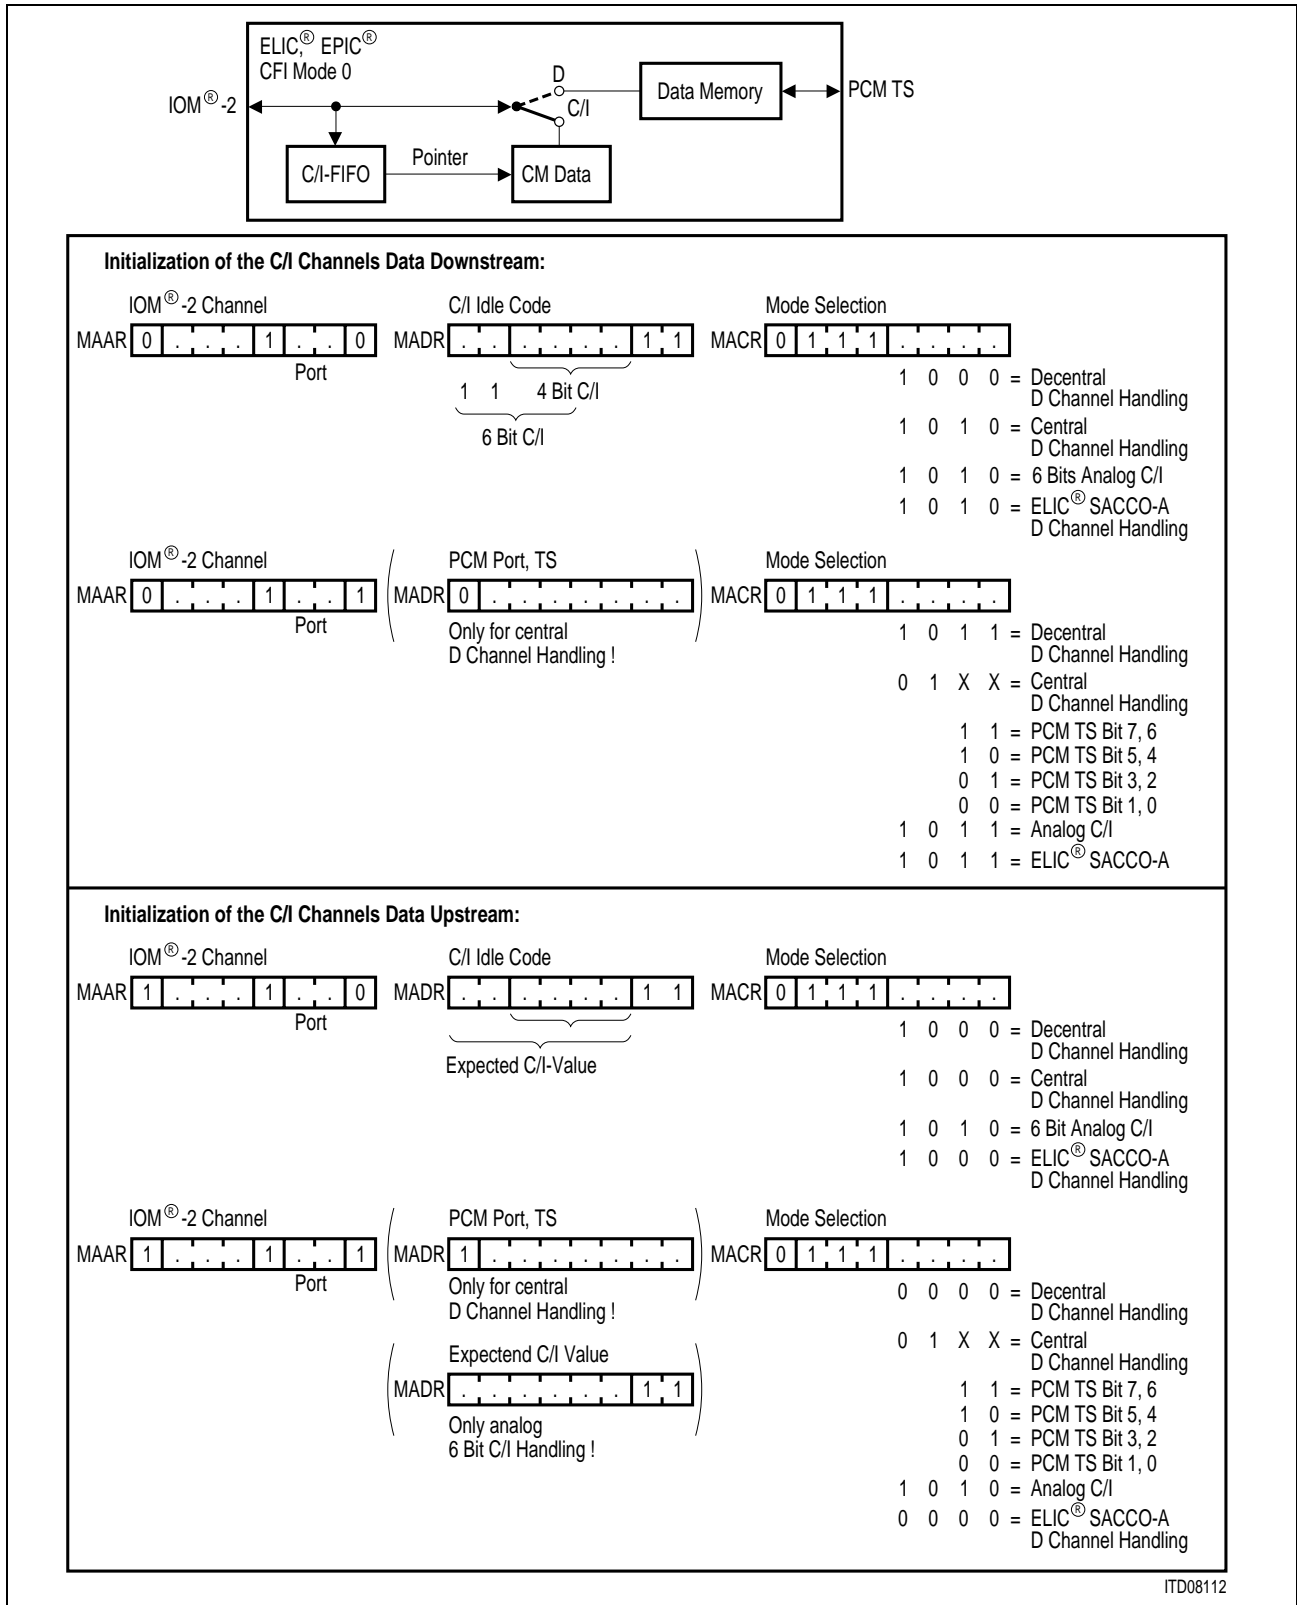 ELIC,® EPIC®
CFI Mode 0
IOM®-2
D
C/I
Data Memory
PCM TS
C/I-FIFO
Pointer
CM Data
Initialization of the C/I Channels Data Downstream:
IOM®-2 Channel C/I Idle Code Mode Selection
MAAR 0 . . . 1 . . 0 MADR . . . . . . 1 1 MACR 0 1 1 1 . . . .
Port
1 1 4 Bit C/I
6 Bit C/I
1 0 0 0 = Decentral
D Channel Handling
1 0 1 0 = Central
D Channel Handling
1 0 1 0 = 6 Bits Analog C/I
1 0 1 0 = ELIC® SACCO-A
D Channel Handling
IOM®-2 Channel PCM Port, TS Mode Selection
MAAR 0 . . . 1 . . 1 MADR 0 . . . . . . . MACR 0 1 1 1 . . . .
Port
Only for central
D Channel Handling !
1 0 1 1 = Decentral
D Channel Handling
0 1 X X = Central
D Channel Handling
1 1 = PCM TS Bit 7, 6
1 0 = PCM TS Bit 5, 4
0 1 = PCM TS Bit 3, 2
0 0 = PCM TS Bit 1, 0
1 0 1 1 = Analog C/I
1 0 1 1 = ELIC® SACCO-A
Initialization of the C/I Channels Data Upstream:
IOM®-2 Channel C/I Idle Code Mode Selection
MAAR 1 . . . 1 . . 0 MADR . . . . . . 1 1 MACR 0 1 1 1 . . . .
Port
Expected C/I-Value
1 0 0 0 = Decentral
D Channel Handling
1 0 0 0 = Central
D Channel Handling
1 0 1 0 = 6 Bit Analog C/I
1 0 0 0 = ELIC® SACCO-A
D Channel Handling
IOM®-2 Channel PCM Port, TS Mode Selection
MAAR 1 . . . 1 . . 1 MADR 1 . . . . . . . MACR 0 1 1 1 . . . .
Port
Only for central
D Channel Handling !
Expectend C/I Value
MADR . . . . . . 1 1
Only analog
6 Bit C/I Handling !
0 0 0 0 = Decentral
D Channel Handling
0 1 X X = Central
D Channel Handling
1 1 = PCM TS Bit 7, 6
1 0 = PCM TS Bit 5, 4
0 1 = PCM TS Bit 3, 2
0 0 = PCM TS Bit 1, 0
1 0 1 0 = Analog C/I
0 0 0 0 = ELIC® SACCO-A
D Channel Handling
ITD08112